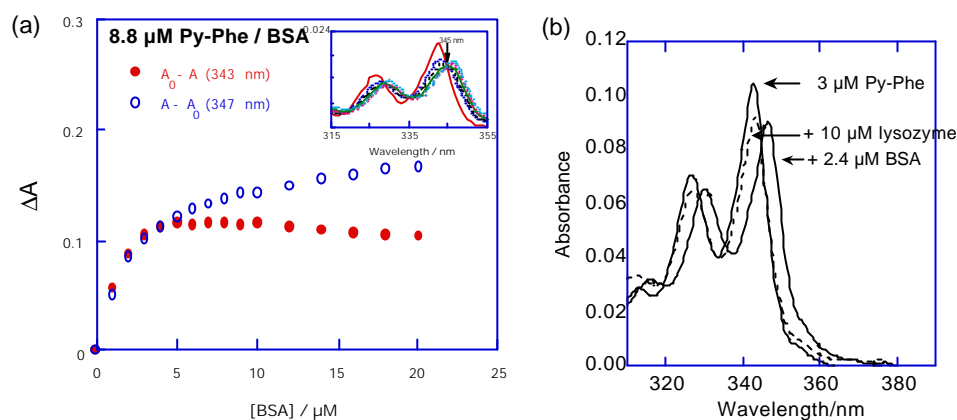 (a)
0.3
0.2
0.1
0
ΔA
8.8 µM Py-Phe / BSA
A0- A (343 nm)
A - A0 (347 nm)
0.024
345 nm
315 335 355
Wavelength / nm
0 5 10 15 20 25
[BSA] / µM
(b)
0.12
0.10
0.08
0.06
0.04
0.02
0.00
Absorbance
3 µM Py-Phe
+ 10 µM lysozyme
+ 2.4 µM BSA
320 340 360 380
Wavelength/nm